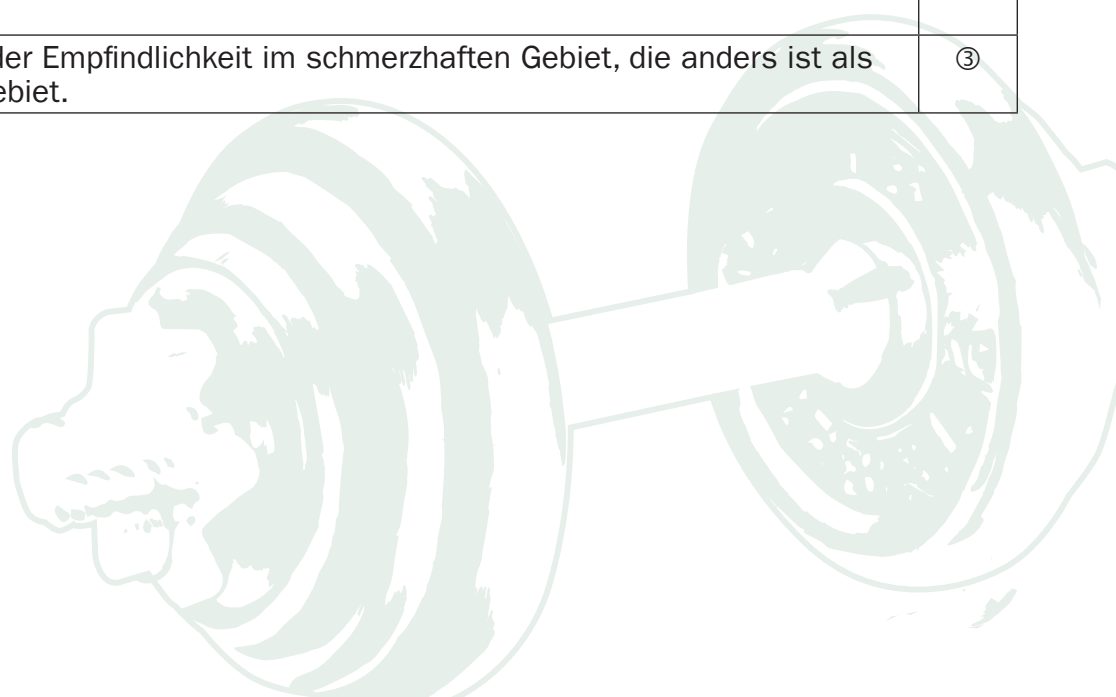 der Empfindlichkeit im schmerzhaften Gebiet, die anders ist als
ebiet.
③